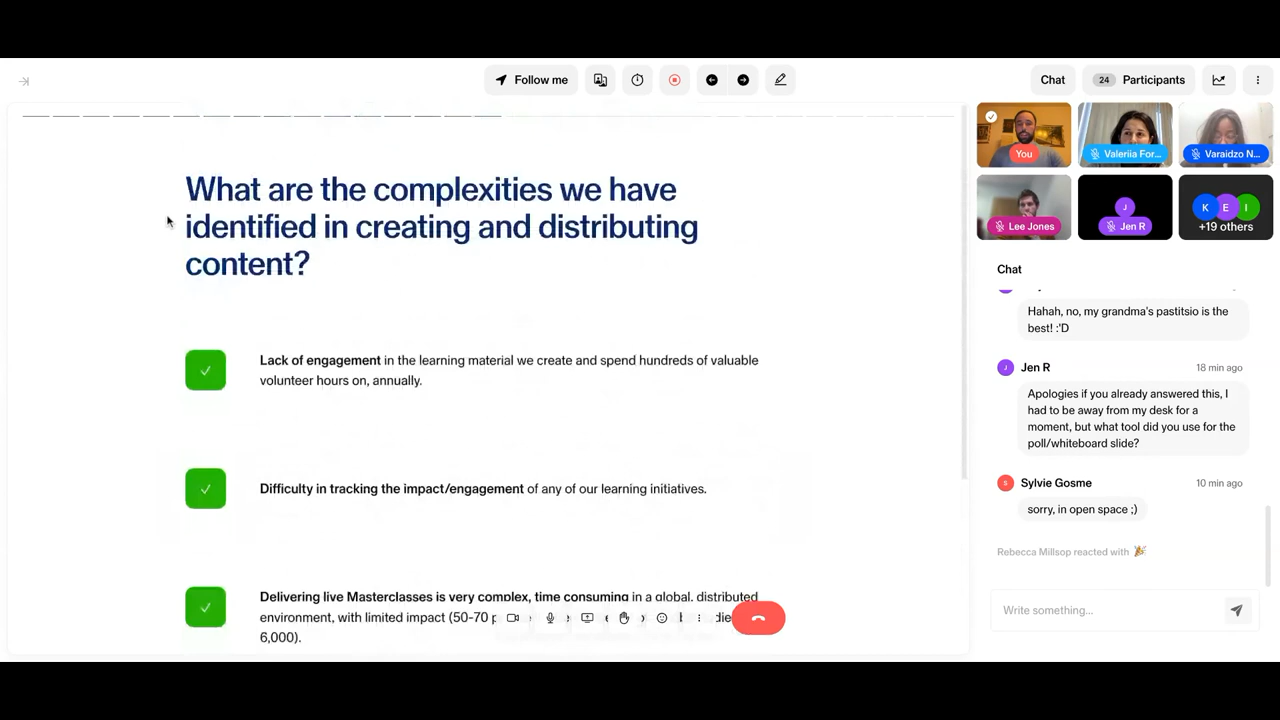 Follow me
Chat
24 Participants
What are the complexities we have
identified in creating and distributing
content?
Lack of engagement in the learning material we create and spend hundreds of valuable
volunteer hours on, annually.
Difficulty in tracking the impact/engagement of any of our learning initiatives.
Delivering live Masterclasses is very complex, time consuming in a global, distributed
environment, with limited impact (50-70
6,000).
You
Valeriia For...
Varaidzo N...
Lee Jones
J
Jen R
K E I
+19 others
Chat
Hahah, no, my grandma's pastitsio is the
best! :'D
J
Jen R
18 min ago
Apologies if you already answered this, I
had to be away from my desk for a
moment, but what tool did you use for the
poll/whiteboard slide?
S
Sylvie Gosme
10 min ago
sorry, in open space ;)
Rebecca Millsop reacted with 🎉
Write something...